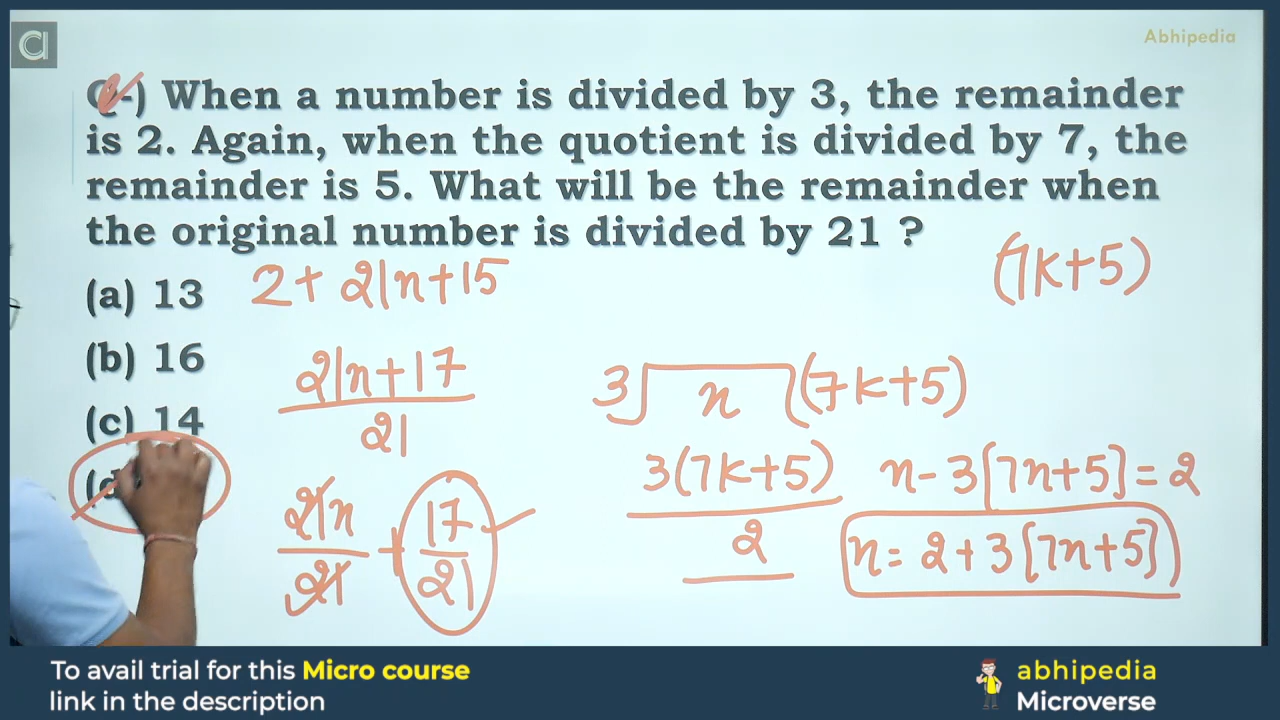 Abhipedia
Q-) When a number is divided by 3, the remainder
is 2. Again, when the quotient is divided by 7, the
remainder is 5. What will be the remainder when
the original number is divided by 21 ?
(7k+5)
(a) 13
2+ 21n+15
(b) 16
21n+17
21
3 n (7k+5)
(c) 14
3(7k+5)
n-3[7n+5]=2
(d)
21n + 17
21 21
2
n= 2+3[7n+5]
To avail trial for this Micro course
link in the description
abhipedia
Microverse